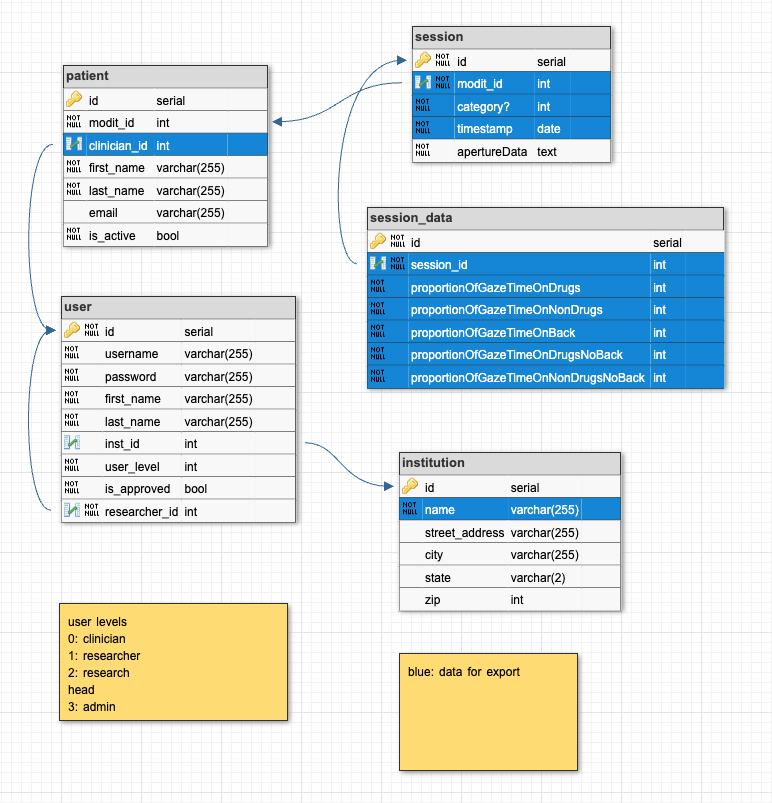 session
NOT NULL id serial
NOT NULL modit_id int
NOT NULL category? int
NOT NULL timestamp date
NOT NULL apertureData text
patient
id serial
NOT NULL modit_id int
clinician_id int
NOT NULL first_name varchar(255)
NOT NULL last_name varchar(255)
email varchar(255)
NOT NULL is_active bool
session_data
NOT NULL id serial
NOT NULL session_id int
NOT NULL proportionOfGazeTimeOnDrugs int
NOT NULL proportionOfGazeTimeOnNonDrugs int
NOT NULL proportionOfGazeTimeOnBack int
NOT NULL proportionOfGazeTimeOnDrugsNoBack int
NOT NULL proportionOfGazeTimeOnNonDrugsNoBack int
user
NOT NULL id serial
NOT NULL username varchar(255)
NOT NULL password varchar(255)
NOT NULL first_name varchar(255)
NOT NULL last_name varchar(255)
inst_id int
NOT NULL user_level int
NOT NULL is_approved bool
NOT NULL researcher_id int
institution
id serial
NOT NULL name varchar(255)
street_address varchar(255)
city varchar(255)
state varchar(2)
zip int
user levels
0: clinician
1: researcher
2: research
head
3: admin
blue: data for export